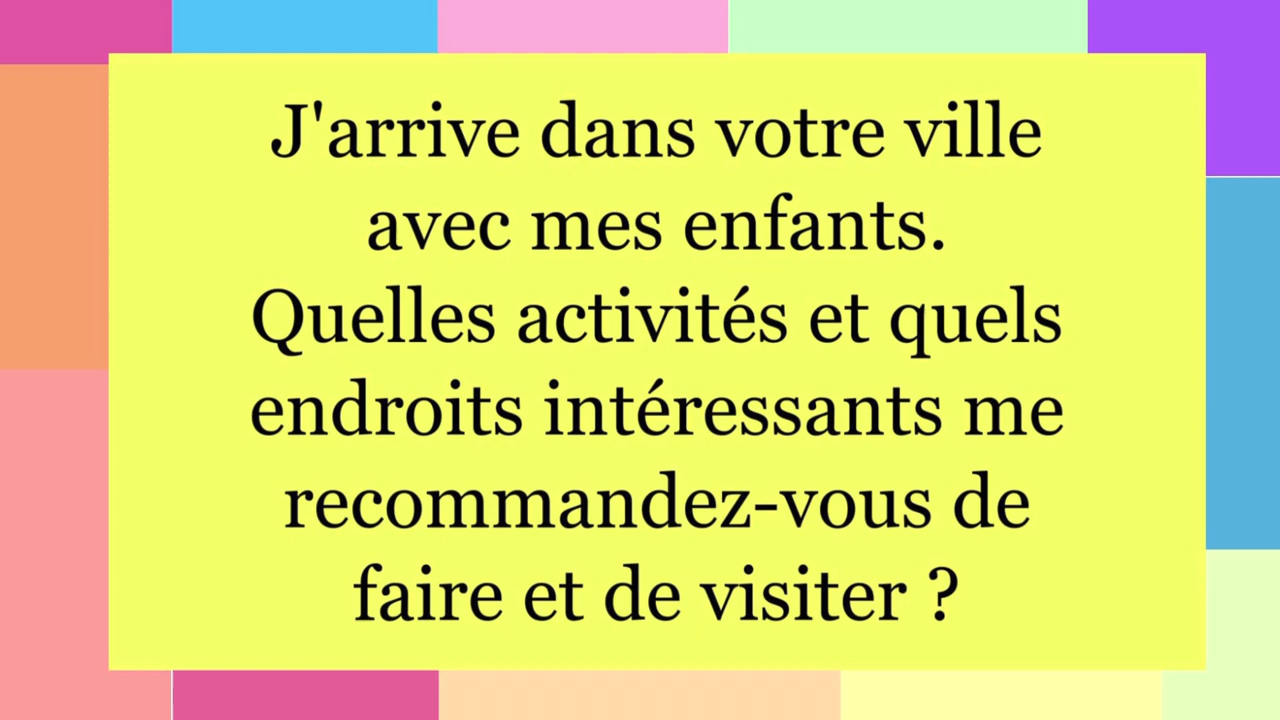 J'arrive dans votre ville
avec mes enfants.
Quelles activités et quels
endroits intéressants me
recommandez-vous de
faire et de visiter ?